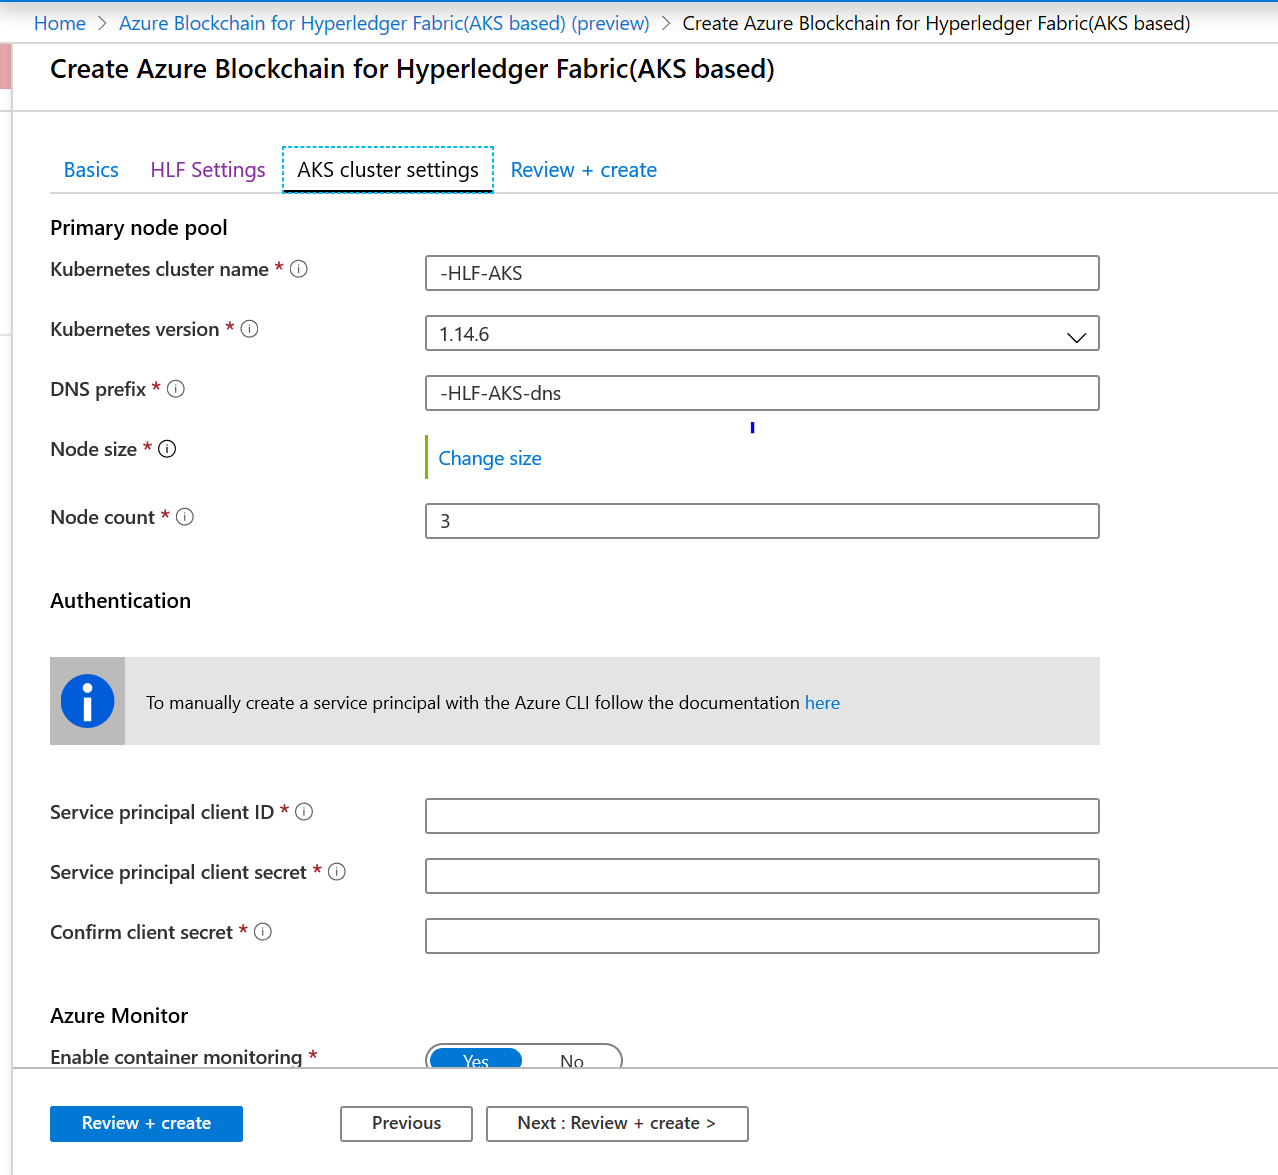 Home > Azure Blockchain for Hyperledger Fabric(AKS based) (preview) > Create Azure Blockchain for Hyperledger Fabric(AKS based)
Create Azure Blockchain for Hyperledger Fabric(AKS based)
Basics HLF Settings AKS cluster settings Review + create
Primary node pool
Kubernetes cluster name * -HLF-AKS
Kubernetes version * 1.14.6
DNS prefix * -HLF-AKS-dns
Node size * Change size
Node count * 3
Authentication
To manually create a service principal with the Azure CLI follow the documentation here
Service principal client ID *
Service principal client secret *
Confirm client secret *
Azure Monitor
Enable container monitoring * Yes No
Review + create Previous Next : Review + create >